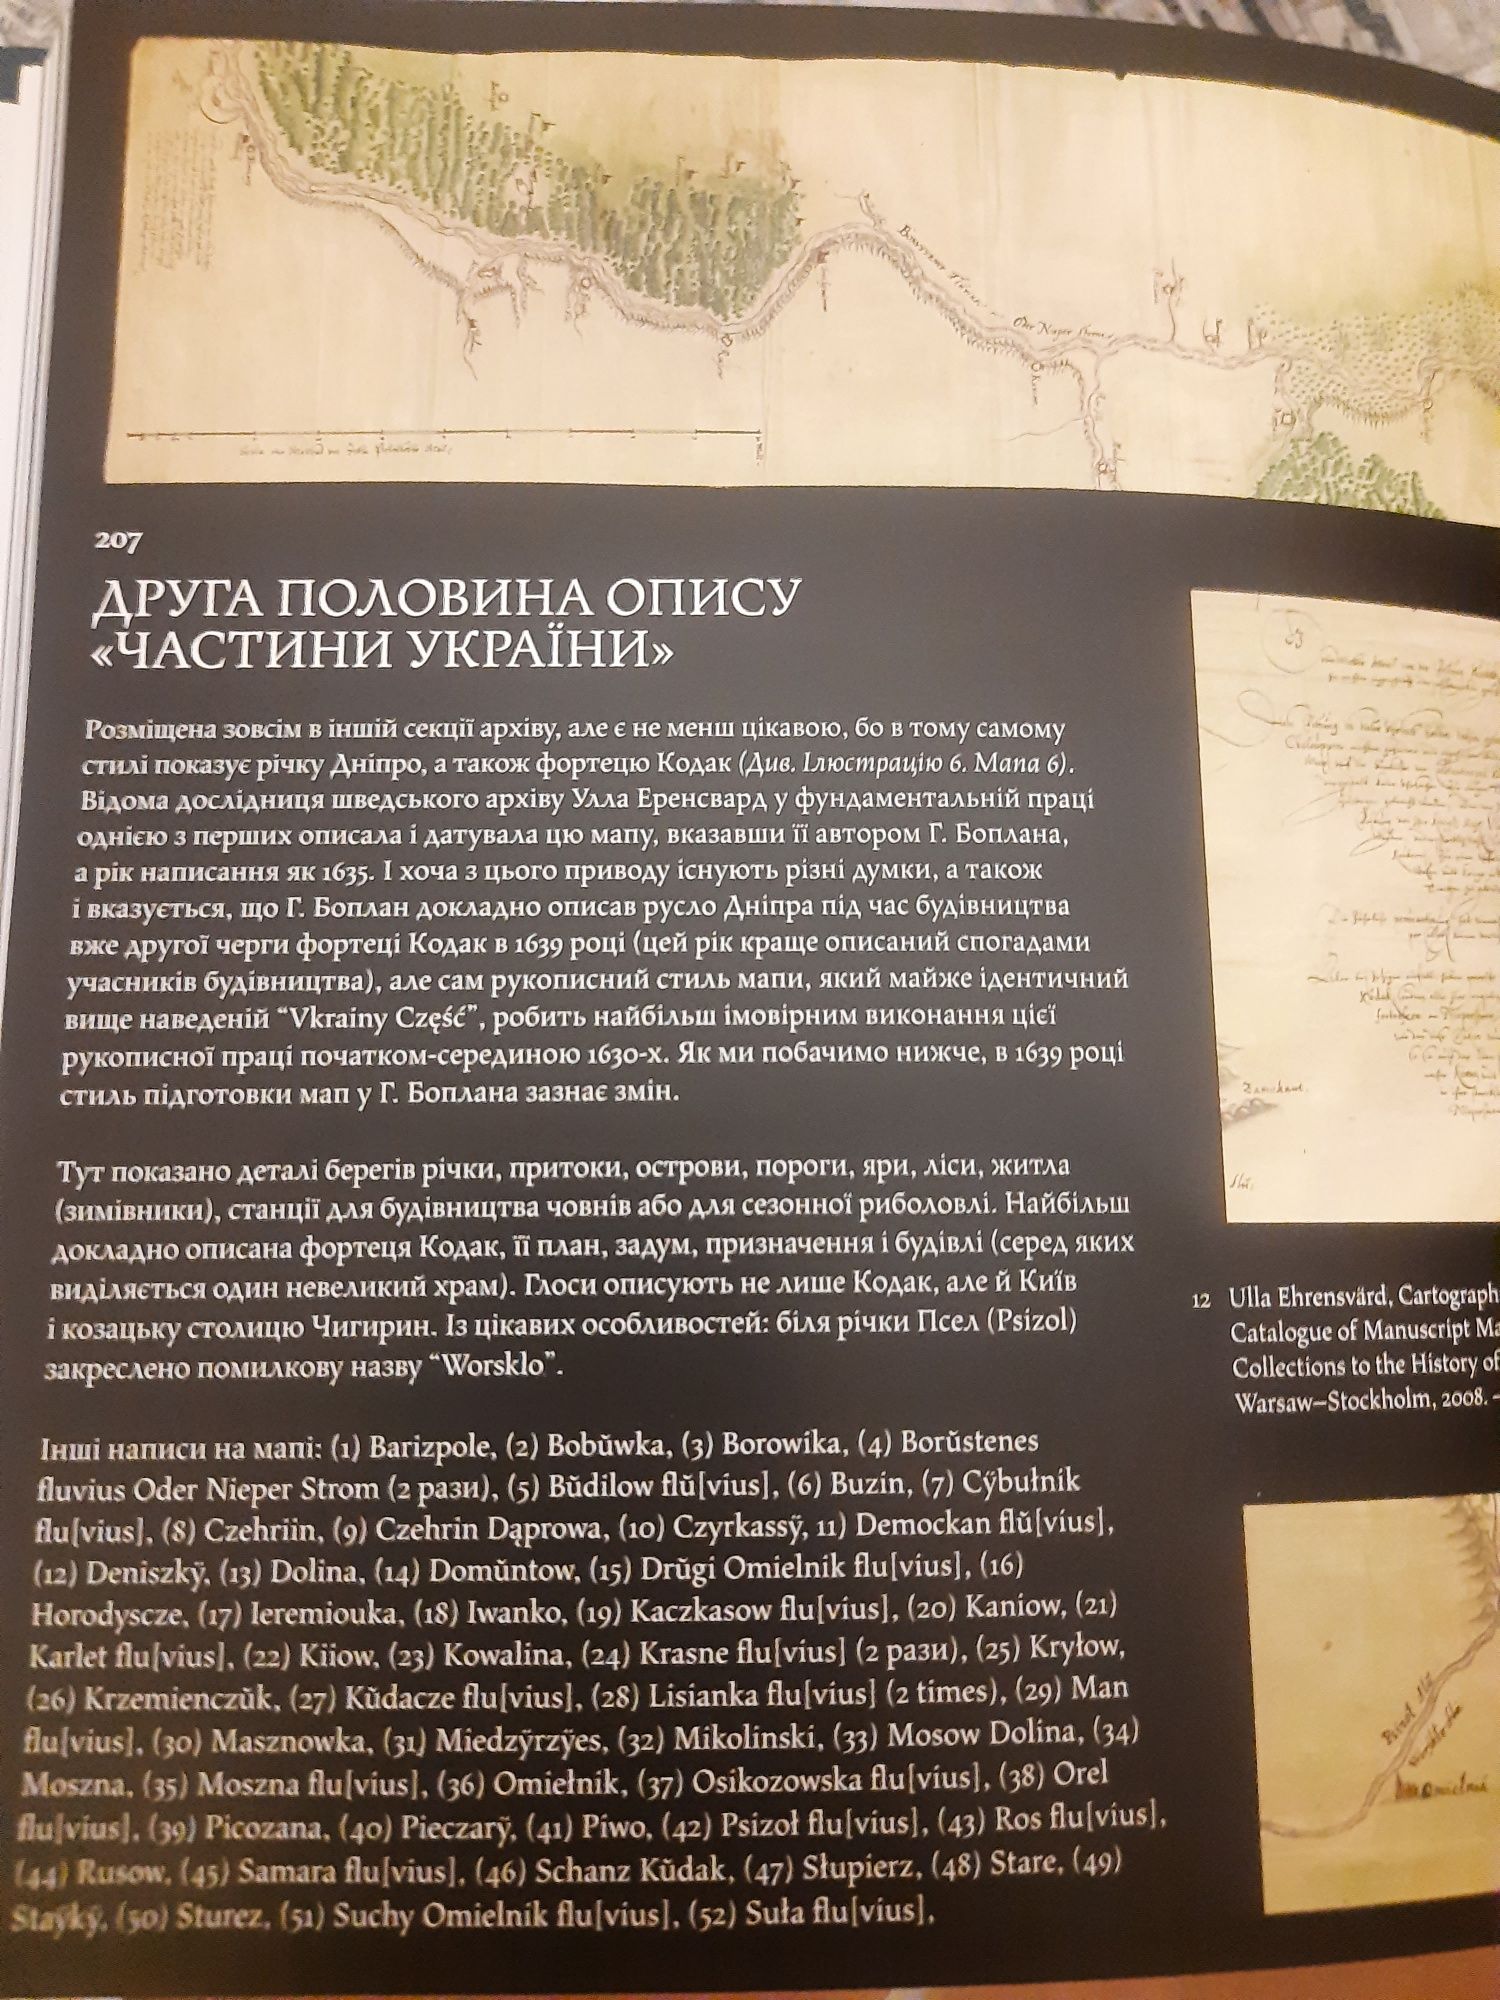 207
ДРУГА ПОЛОВИНА ОПИСУ
«ЧАСТИНИ УКРАЇНИ»
Розміщена зовсім в іншій секції архіву, але є не менш цікавою, бо в тому самому
стилі показує річку Дніпро, а також фортецю Кодак (Див. Ілюстрацію 6. Мапа 6).
Відома дослідниця шведського архіву Улла Еренсвард у фундаментальній праці
однією з перших описала і датувала цю мапу, вказавши її автором Г. Боплана,
а рік написання як 1635. І хоча з цього приводу існують різні думки, а також
і вказується, що Г. Боплан докладно описав русло Дніпра під час будівництва
вже другої черги фортеці Кодак в 1639 році (цей рік краще описаний спогадами
учасників будівництва), але сам рукописний стиль мапи, який майже ідентичний
вище наведеній “Vkrainy Część”, робить найбільш імовірним виконання цієї
рукописної праці початком-серединою 1630-х. Як ми побачимо нижче, в 1639 році
стиль підготовки мап у Г. Боплана зазнає змін.
Тут показано деталі берегів річки, притоки, острови, пороги, яри, ліси, житла
(зимівники), станції для будівництва човнів або для сезонної риболовлі. Найбільш
докладно описана фортеця Кодак, її план, задум, призначення і будівлі (серед яких
виділяється один невеликий храм). Глоси описують не лише Кодак, але й Київ
і козацьку столицю Чигирин. Із цікавих особливостей: біля річки Псел (Psizol)
закреслено помилкову назву “Worsklo”.
Інші написи на мапі: (1) Barizpole, (2) Bobŭwka, (3) Borowika, (4) Borŭstenes
fluvius Oder Nieper Strom (2 рази), (5) Bŭdilow flŭ[vius], (6) Buzin, (7) Cÿbułnik
flu[vius], (8) Czehriin, (9) Czehrin Dąprowa, (10) Czyrkassÿ, 11) Demockan flŭ[vius],
(12) Deniszkÿ, (13) Dolina, (14) Domŭntow, (15) Drŭgi Omielnik flu[vius], (16)
Horodyscze, (17) Ieremiouka, (18) Iwanko, (19) Kaczkasow flu[vius], (20) Kaniow, (21)
Karłet flu[vius], (22) Kiiow, (23) Kowalina, (24) Krasne flu[vius] (2 рази), (25) Kryłow,
(26) Krzemienczŭk, (27) Kŭdacze flu[vius], (28) Lisianka flu[vius] (2 times), (29) Man
flu[vius], (30) Masznowka, (31) Miedzÿrzÿes, (32) Mikolinski, (33) Mosow Dolina, (34)
Moszna, (35) Moszna flu[vius], (36) Omiełnik, (37) Osikozowska flu[vius], (38) Orel
flu[vius], (39) Picozana, (40) Pieczarÿ, (41) Piwo, (42) Psizoł flu[vius], (43) Ros flu[vius],
(44) Rusow, (45) Samara flu[vius], (46) Schanz Kŭdak, (47) Słupierz, (48) Stare, (49)
Staÿkÿ, (50) Sturez, (51) Suchy Omielnik flu[vius], (52) Suła flu[vius],
12 Ulla Ehrensvärd, Cartograph
Catalogue of Manuscript Ma
Collections to the History of
Warsaw–Stockholm, 2008. –